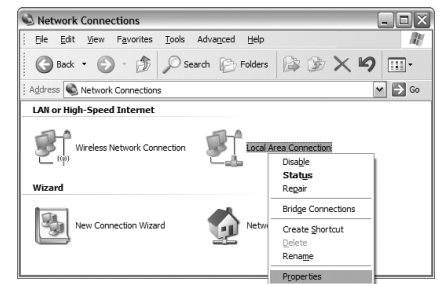 Network Connections
File Edit View Favorites Tools Advanced Help
Back Search Folders
Address Network Connections Go
LAN or High-Speed Internet
Wireless Network Connection Local Area Connection
Disable
Status
Repair
Bridge Connections
Create Shortcut
Delete
Rename
Properties
Wizard
New Connection Wizard Netwo